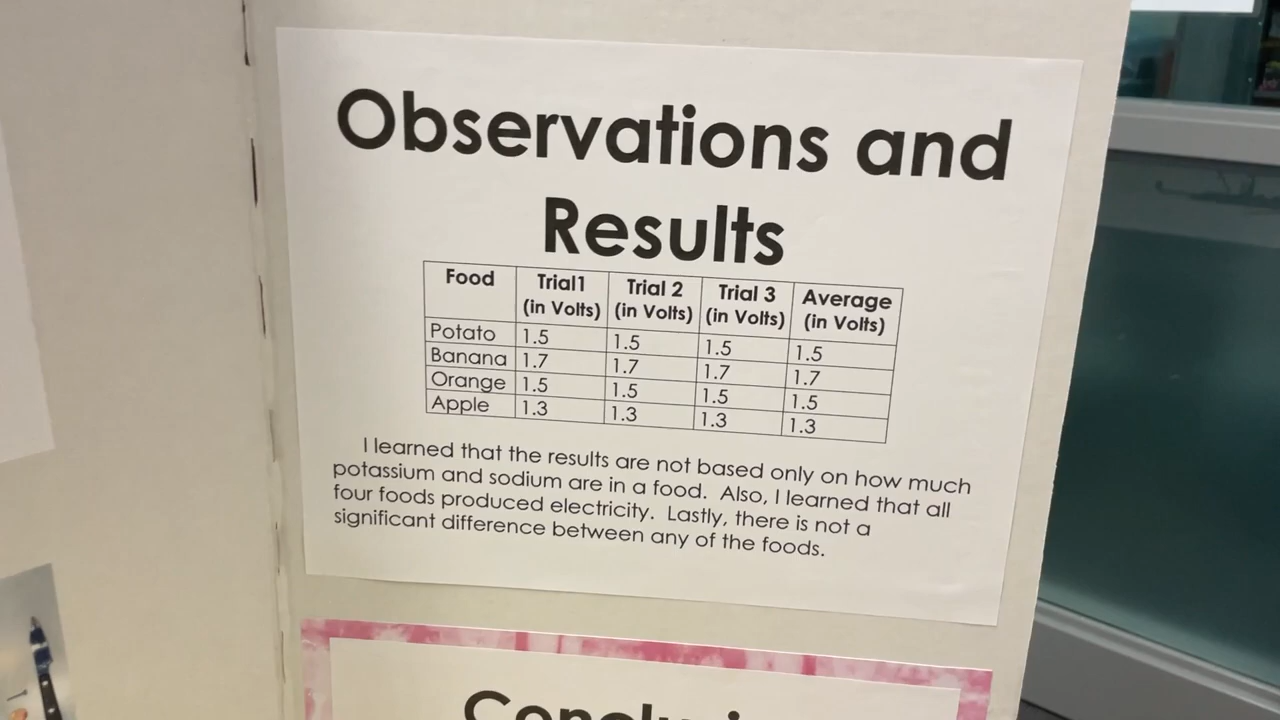 Observations and
Results
Food Trial1 (in Volts) Trial 2 (in Volts) Trial 3 (in Volts) Average (in Volts)
Potato 1.5 1.5 1.5 1.5
Banana 1.7 1.7 1.7 1.7
Orange 1.5 1.5 1.5 1.5
Apple 1.3 1.3 1.3 1.3
I learned that the results are not based only on how much
potassium and sodium are in a food. Also, I learned that all
four foods produced electricity. Lastly, there is not a
significant difference between any of the foods.